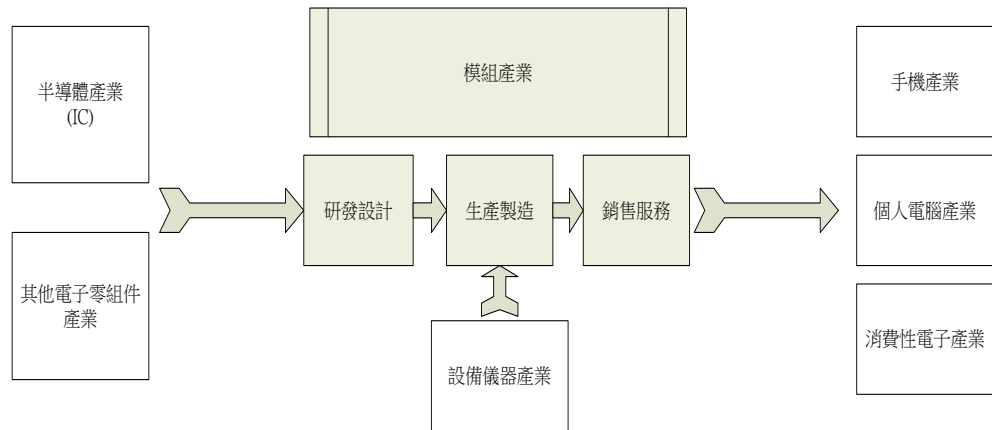 半導體產業
(IC)
其他電子零組件
產業
模組產業
研發設計
生產製造
銷售服務
設備儀器產業
手機產業
個人電腦產業
消費性電子產業